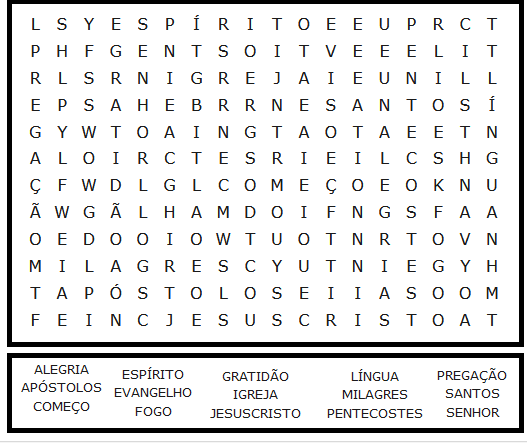 L S Y E S P Í R I T O E E U P R C T
P H F G E N T S O I T V E E E L I T
R L S R N I G R E J A I E U N I L L
E P S A H E B R R N E S A N T O S Í
G Y W T O A I N G T A O T A E E T N
A L O I R C T E S R I E I L C S H G
Ç F W D L G L C O M E Ç O E O K N U
Ã W G Ã L H A M D O I F N G S F A A
O E D O O I O W T U O T N R T O V N
M I L A G R E S C Y U T N I E G Y H
T A P Ó S T O L O S E I I A S O O M
F E I N C J E S U S C R I S T O A T
ALEGRIA ESPÍRITO GRATIDÃO LÍNGUA PREGAÇÃO
APÓSTOLOS EVANGELHO IGREJA MILAGRES SANTOS
COMEÇO FOGO JESUSCRISTO PENTECOSTES SENHOR